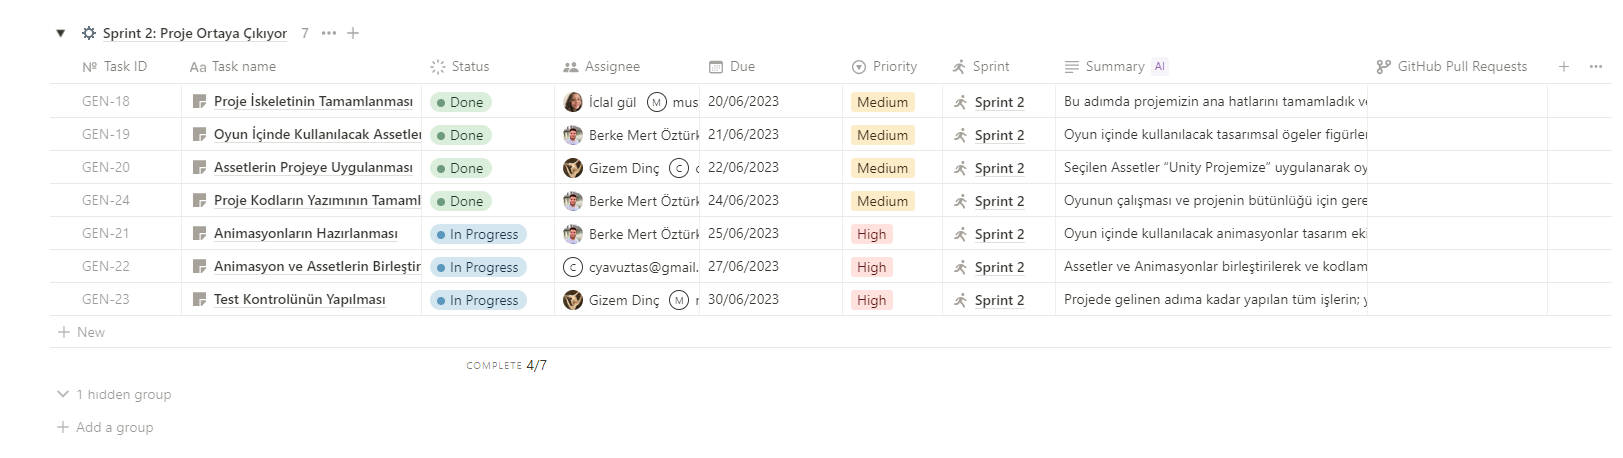 Sprint 2: Proje Ortaya Çıkıyor 7
Nº Task ID Aa Task name Status Assignee Due Priority Sprint Summary AI GitHub Pull Requests
GEN-18 Proje İskeletinin Tamamlanması Done İclal gül M mus 20/06/2023 Medium Sprint 2 Bu adımda projemizin ana hatlarını tamamladık ve
GEN-19 Oyun İçinde Kullanılacak Assetler Done Berke Mert Öztürk 21/06/2023 Medium Sprint 2 Oyun içinde kullanılacak tasarımsal ögeler figürler
GEN-20 Assetlerin Projeye Uygulanması Done Gizem Dinç C 22/06/2023 Medium Sprint 2 Seçilen Assetler “Unity Projemize” uygulanarak oy
GEN-24 Proje Kodların Yazımının Tamaml Done Berke Mert Öztürk 24/06/2023 Medium Sprint 2 Oyunun çalışması ve projenin bütünlüğü için gere
GEN-21 Animasyonların Hazırlanması In Progress Berke Mert Öztürk 25/06/2023 High Sprint 2 Oyun içinde kullanılacak animasyonlar tasarım eki
GEN-22 Animasyon ve Assetlerin Birleştir In Progress C cyavuztas@gmail. 27/06/2023 High Sprint 2 Assetler ve Animasyonlar birleştirilerek ve kodlam
GEN-23 Test Kontrolünün Yapılması In Progress Gizem Dinç M 30/06/2023 High Sprint 2 Projede gelinen adıma kadar yapılan tüm işlerin; y
New
COMPLETE 4/7
1 hidden group
Add a group